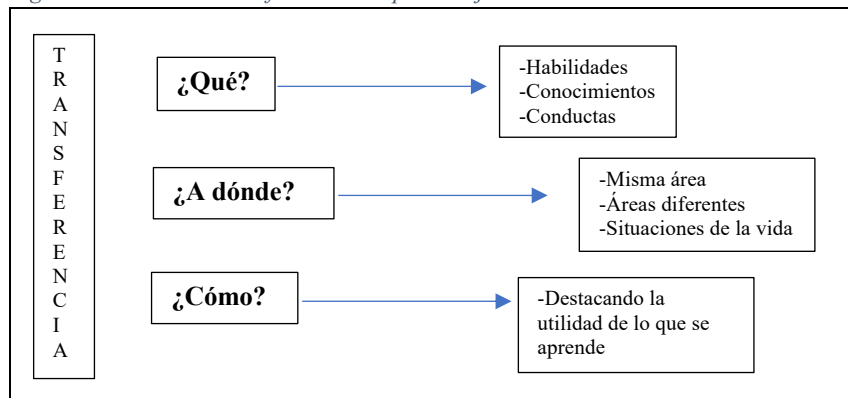 TRANSFERENCIA
¿Qué?
-Habilidades
-Conocimientos
-Conductas
¿A dónde?
-Misma área
-Áreas diferentes
-Situaciones de la vida
¿Cómo?
-Destacando la
utilidad de lo que se
aprende